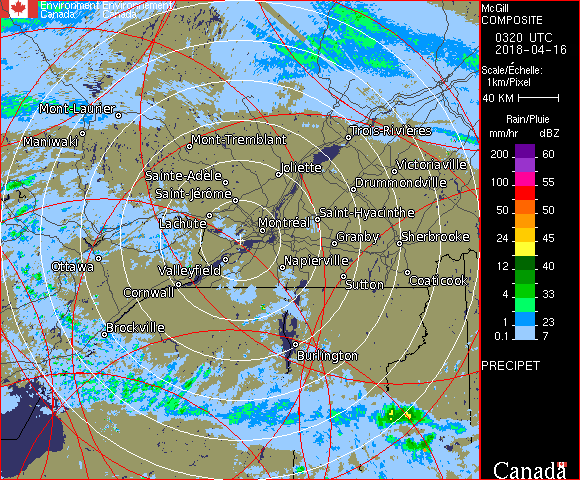 Environment Environnement
Canada Canada
Mont-Laurier
Maniwaki
Mont-Tremblant
Trois-Rivières
Sainte-Adèle
Joliette
Victoriaville
Saint-Jérôme
Drummondville
Lachute
Montréal
Saint-Hyacinthe
Granby
Sherbrooke
Ottawa
Valleyfield
Napierville
Cornwall
Sutton
Coaticook
Brockville
Burlington
McGill
COMPOSITE
0320 UTC
2018-04-16
Scale/Échelle:
1km/Pixel
40 KM
Rain/Pluie
mm/hr dBZ
200 60
100 55
50 50
24 45
12 40
4 33
1 23
0.1 7
PRECIPET
Canada